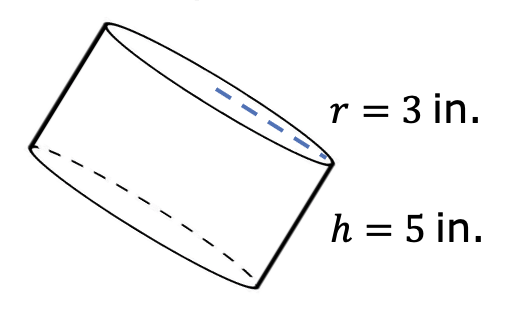 r = 3 in.
h = 5 in.